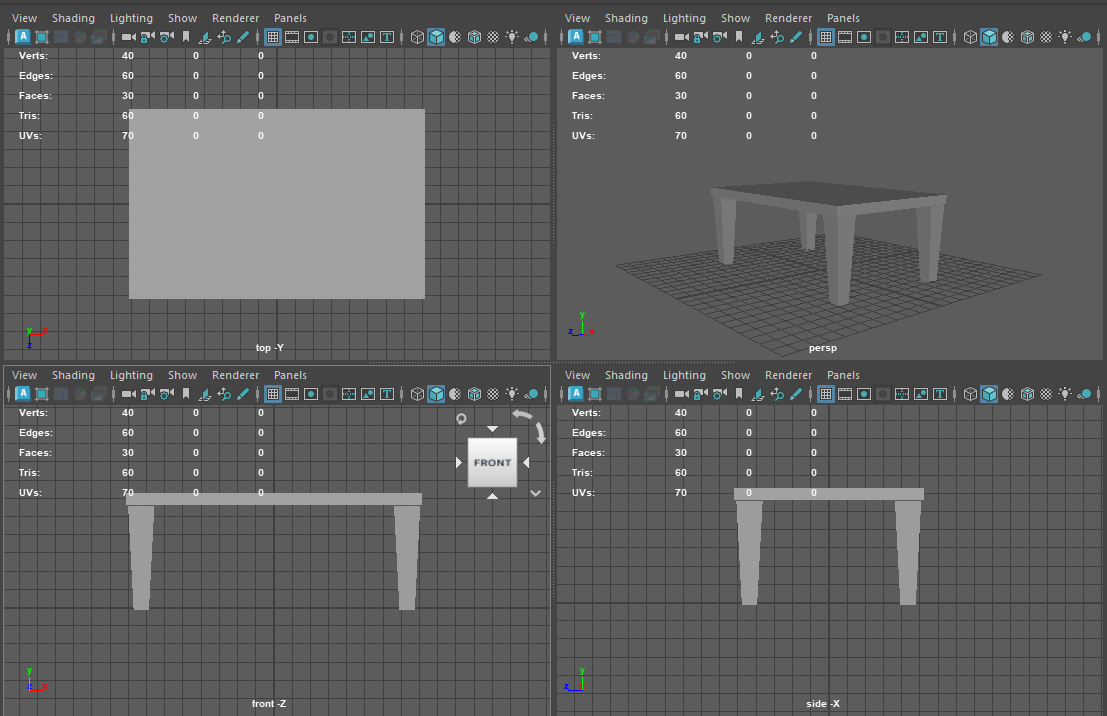 View Shading Lighting Show Renderer Panels
A T
Verts: 40 0 0
Edges: 60 0 0
Faces: 30 0 0
Tris: 60 0 0
UVs: 70 0 0
y x
z
top -Y
View Shading Lighting Show Renderer Panels
A T
Verts: 40 0 0
Edges: 60 0 0
Faces: 30 0 0
Tris: 60 0 0
UVs: 70 0 0
y
z x
persp
View Shading Lighting Show Renderer Panels
A T
Verts: 40 0 0
Edges: 60 0 0
Faces: 30 0 0
FRONT
Tris: 60 0 0
UVs: 70 0 0
y
z x
front -Z
View Shading Lighting Show Renderer Panels
A T
Verts: 40 0 0
Edges: 60 0 0
Faces: 30 0 0
Tris: 60 0 0
UVs: 70 0 0
y
z
side -X